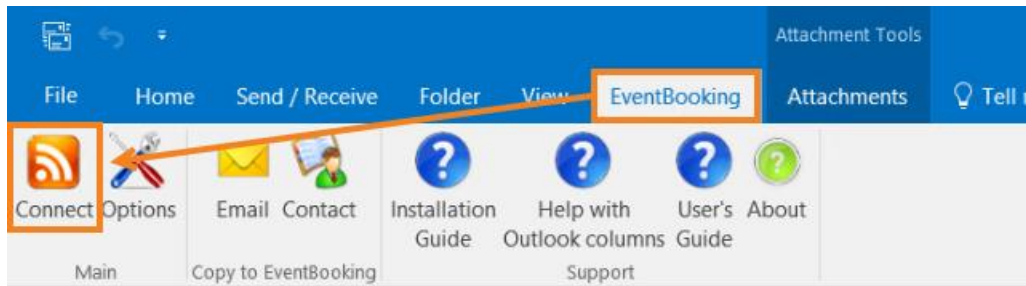 Attachment Tools
File Home Send / Receive Folder View EventBooking Attachments Tell
Connect Options Email Contact Installation Guide Help with Outlook columns User's Guide About
Main Copy to EventBooking Support